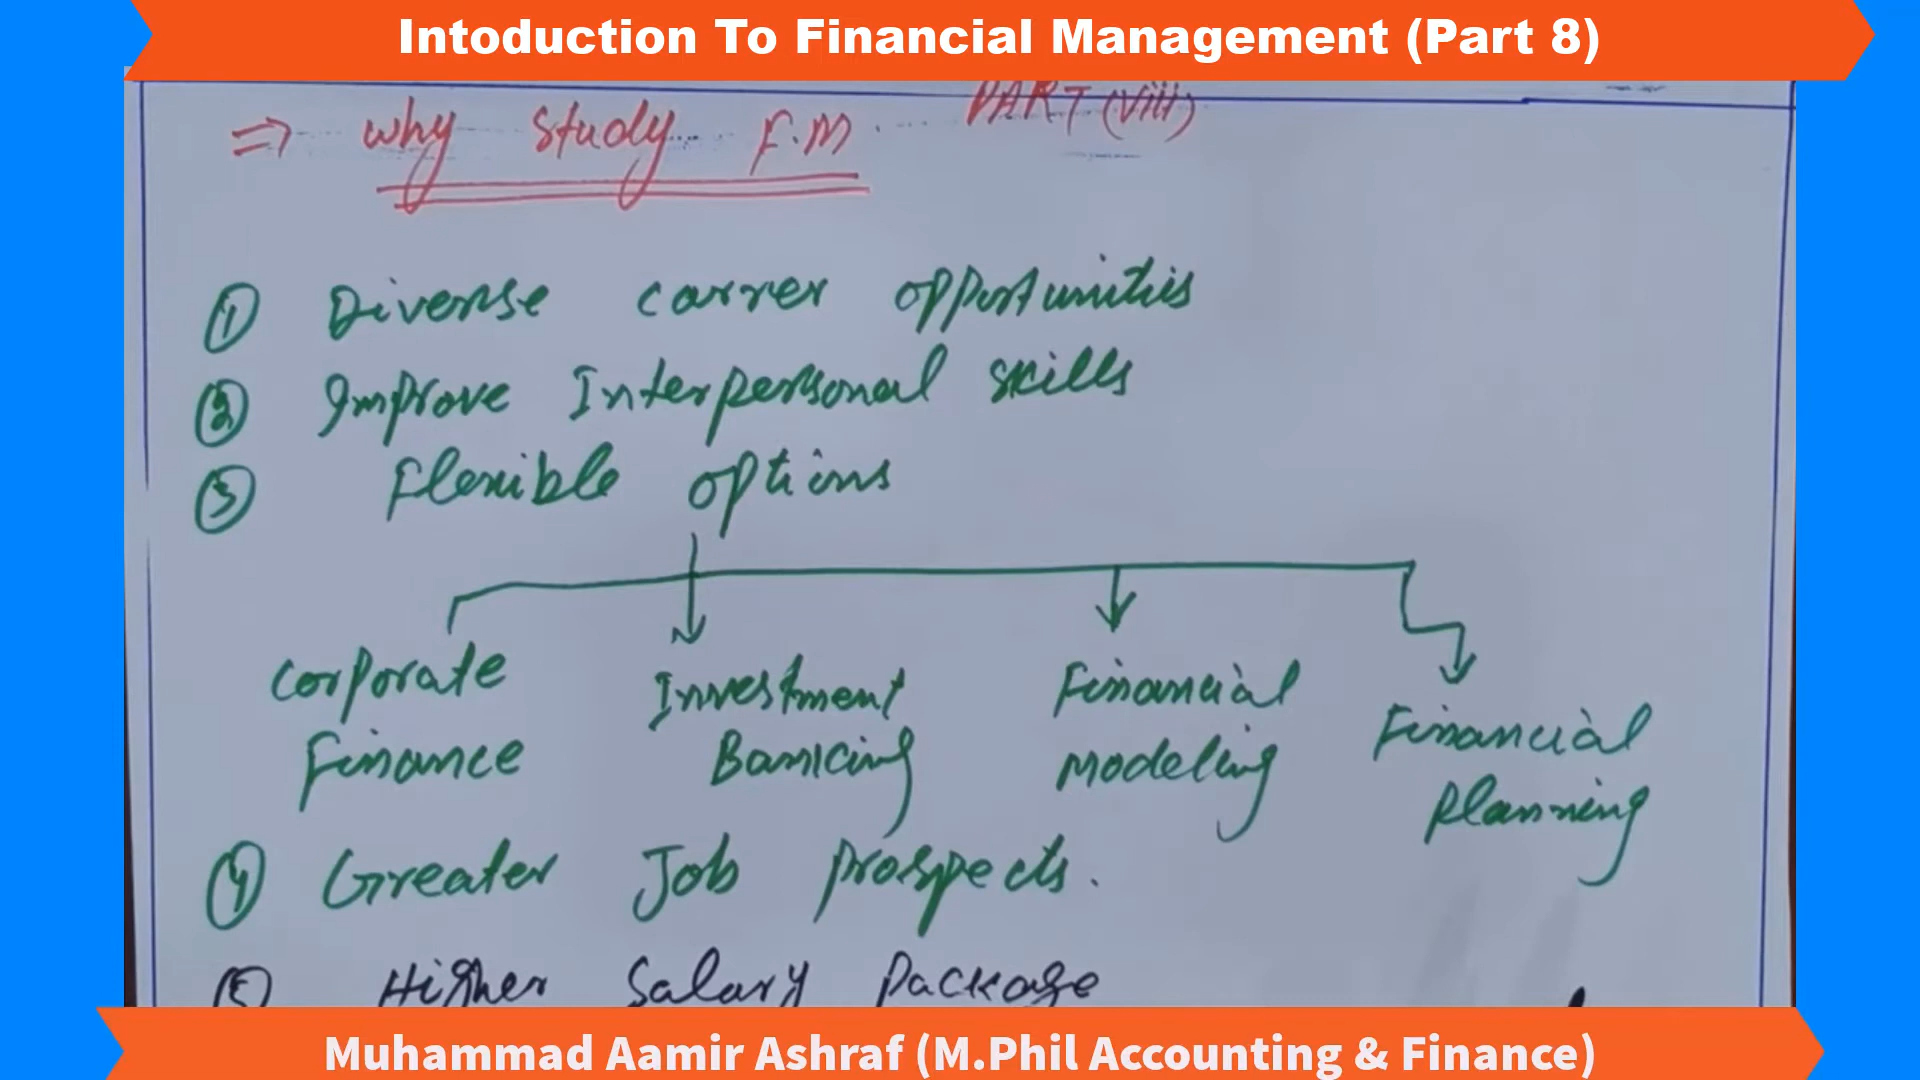 Intoduction To Financial Management (Part 8)
⇒ Why Study F.M PART (viii)
① Diverse carrer opportunities
② Improve Interpersonal skills
③ Flexible options
Corporate Finance
Investment Banking
Financial Modeling
Financial Planning
④ Greater Job prospects.
⑤ Higher Salary Package
Muhammad Aamir Ashraf (M.Phil Accounting & Finance)